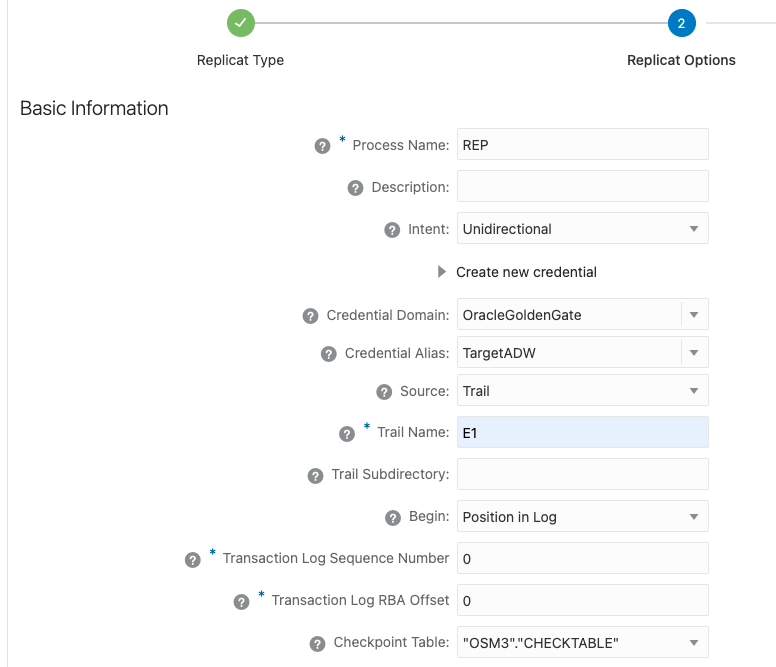 2
Replicat Type
Replicat Options
Basic Information
? * Process Name: REP
? Description:
? Intent: Unidirectional
Create new credential
? Credential Domain: OracleGoldenGate
? Credential Alias: TargetADW
? Source: Trail
? * Trail Name: E1
? Trail Subdirectory:
? Begin: Position in Log
? * Transaction Log Sequence Number 0
? * Transaction Log RBA Offset 0
? Checkpoint Table: "OSM3"."CHECKTABLE"